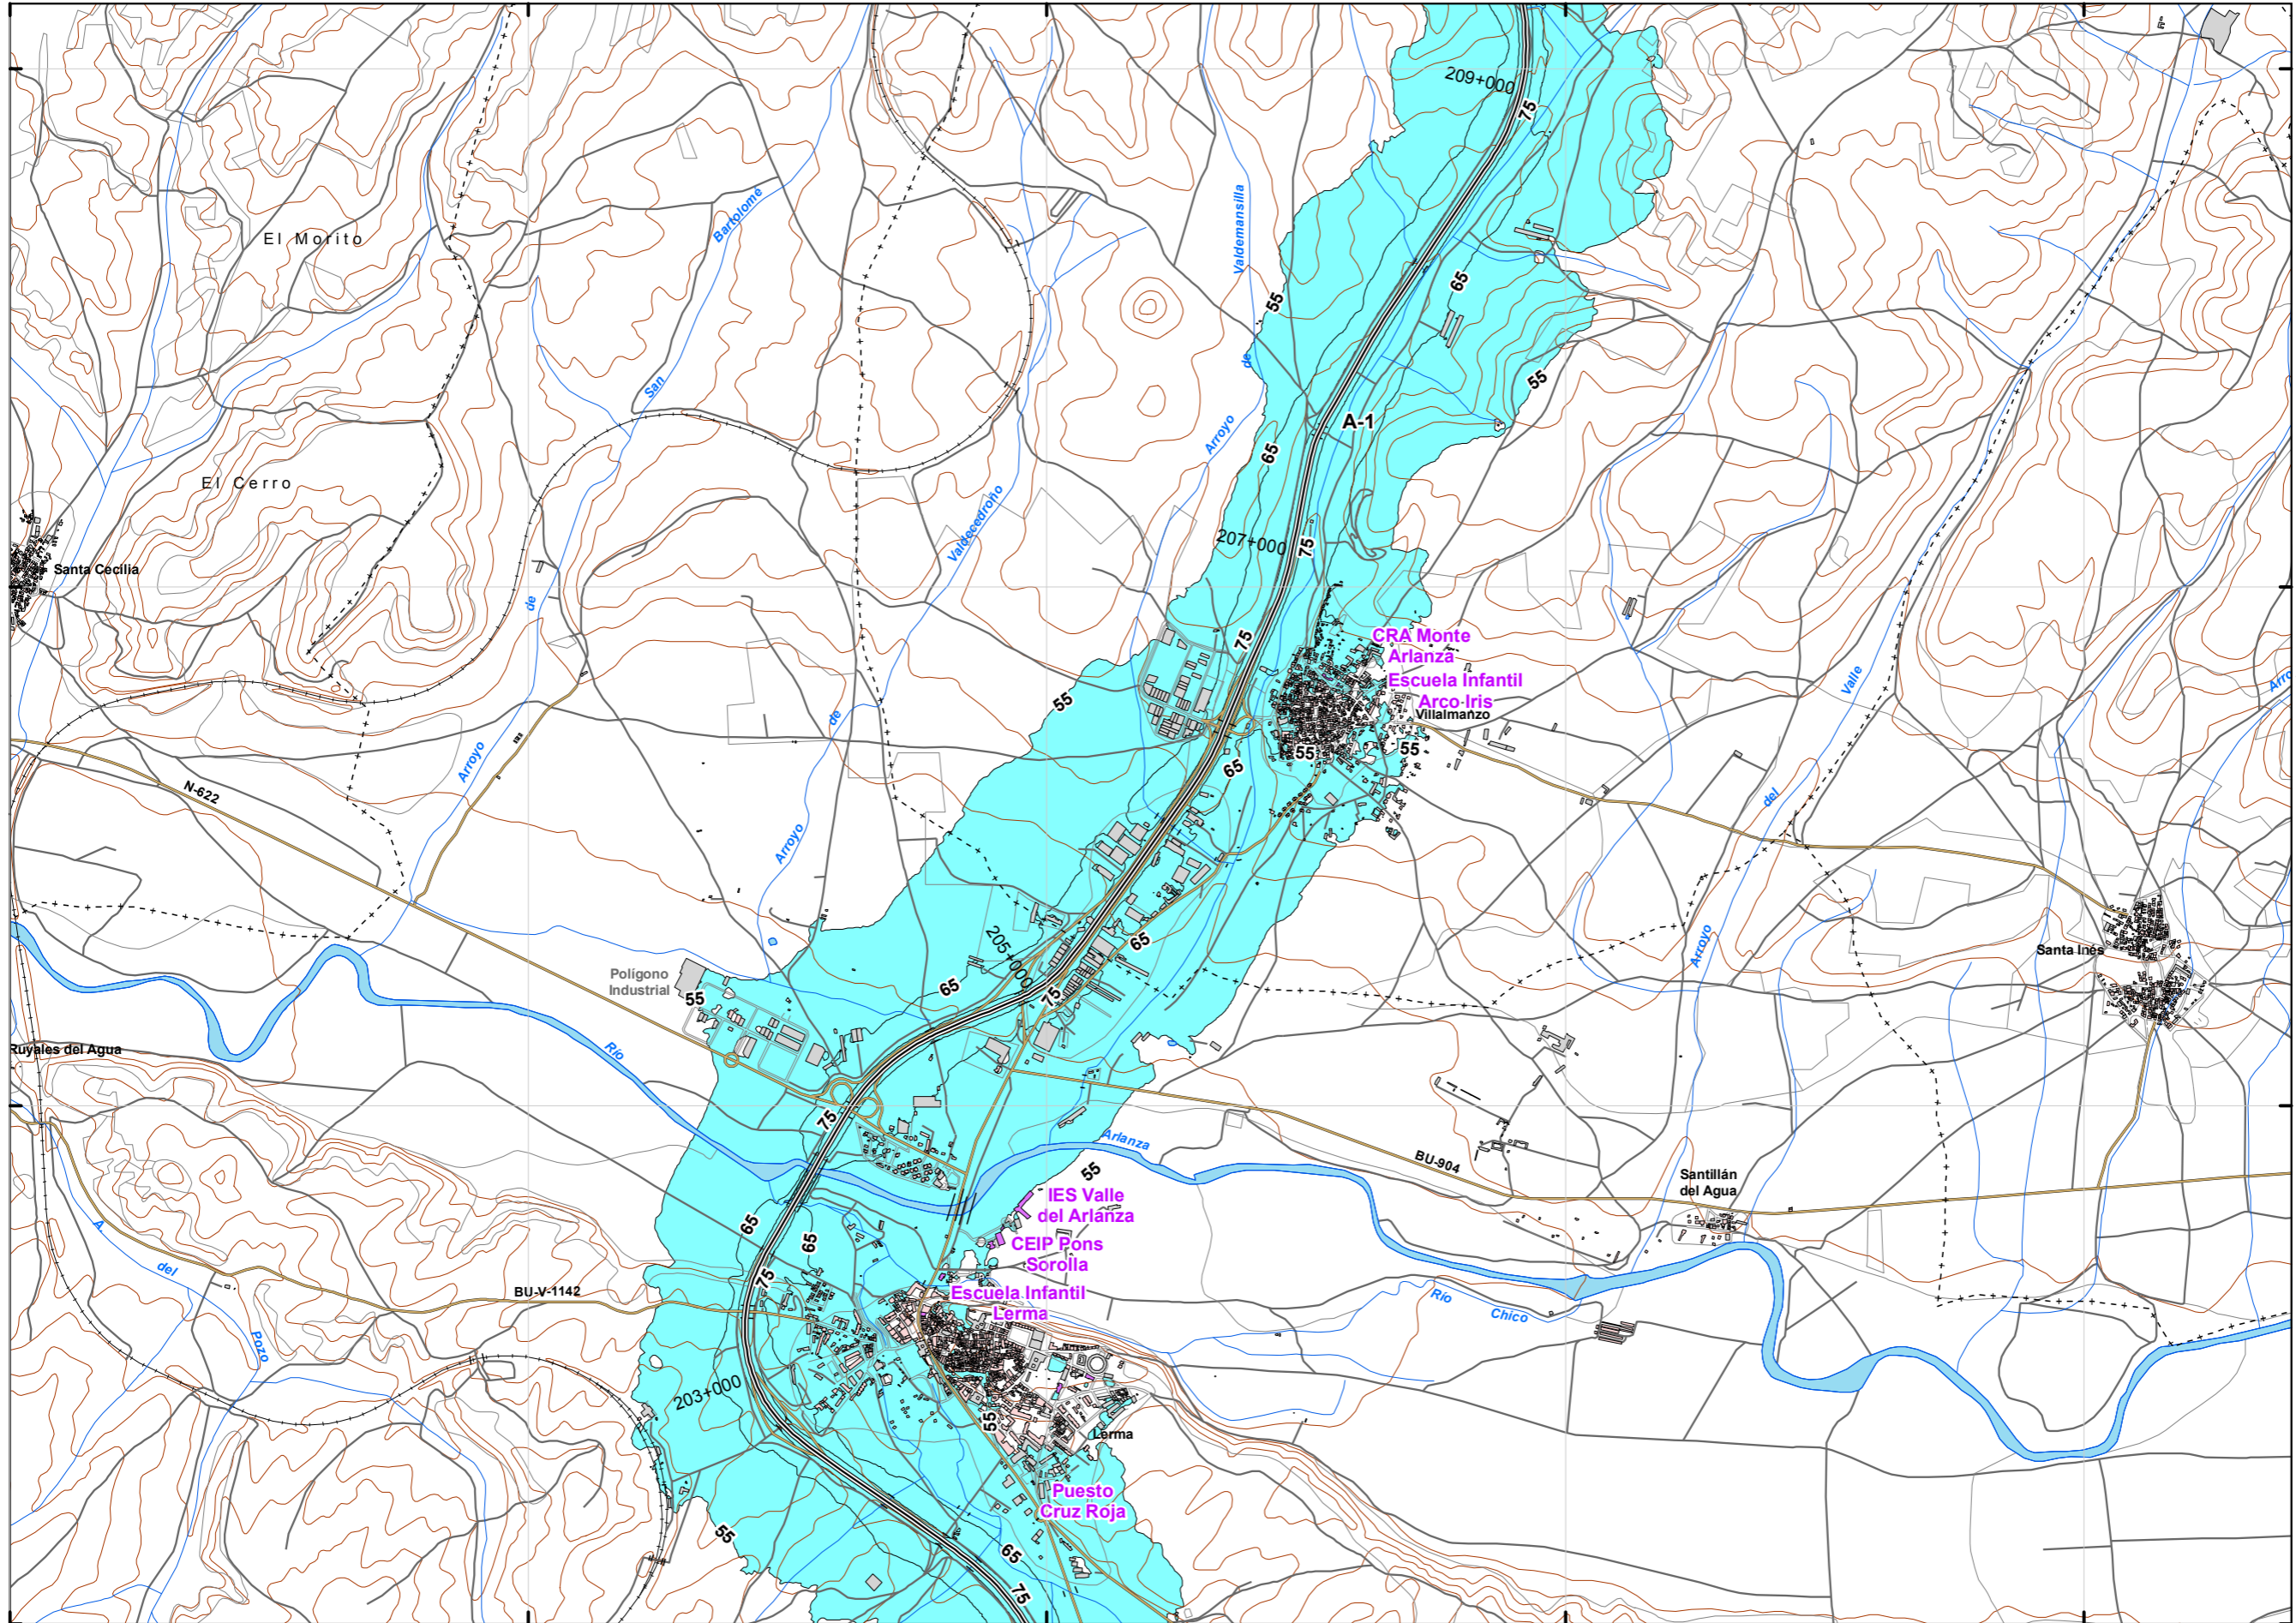 209+000
75
Bartolome
El Morito
Valdemansilla
65
55
de
55
San
A-1
Arroyo
65
El Cerro
Valdecedroño
207+000
75
Santa Cecilia
de
75
CRA Monte
Arlanza
Escuela Infantil
Arco Iris
Villalmanzo
Valle
Arro
55
de
55
55
Arroyo
65
N-622
del
Arroyo
65
205+000
Arroyo
Santa Inés
Polígono
Industrial
55
65
75
Ruyales del Agua
Río
75
Arlanza
BU-904
55
Santillán
del Agua
IES Valle
del Arlanza
A.
65
65
CEIP Pons
Sorolla
del
75
BU-V-1142
Escuela Infantil
Lerma
Río
Chico
Pozo
203+000
55
Lerma
Puesto
Cruz Roja
55
65
75